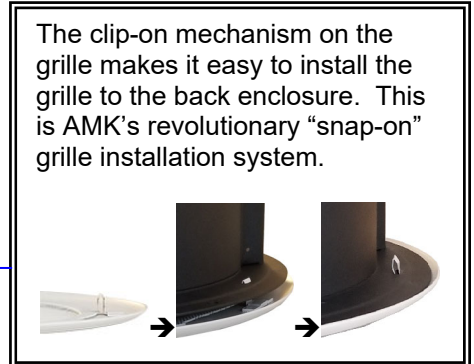 The clip-on mechanism on the
grille makes it easy to install the
grille to the back enclosure.  This
is AMK’s revolutionary “snap-on”
grille installation system.